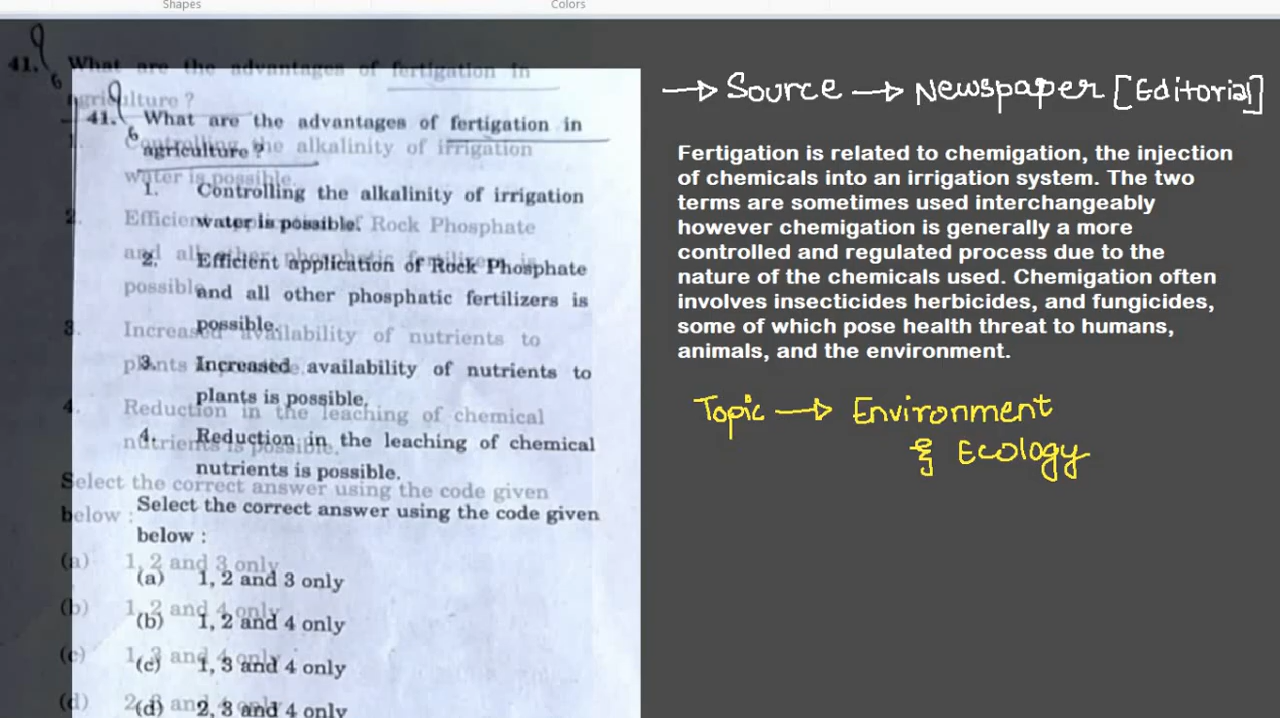 Shapes
Colors
41. What are the advantages of fertigation in
agriculture ?
1. Controlling the alkalinity of irrigation
water is possible.
2. Efficient application of Rock Phosphate
and all other phosphatic fertilizers is
possible.
3. Increased availability of nutrients to
plants is possible.
4. Reduction in the leaching of chemical
nutrients is possible.
Select the correct answer using the code given
below :
(a) 1, 2 and 3 only
(b) 1, 2 and 4 only
(c) 1, 3 and 4 only
(d) 2, 3 and 4 only
→ Source → Newspaper [Editorial]
Fertigation is related to chemigation, the injection
of chemicals into an irrigation system. The two
terms are sometimes used interchangeably
however chemigation is generally a more
controlled and regulated process due to the
nature of the chemicals used. Chemigation often
involves insecticides herbicides, and fungicides,
some of which pose health threat to humans,
animals, and the environment.
Topic → Environment
& Ecology